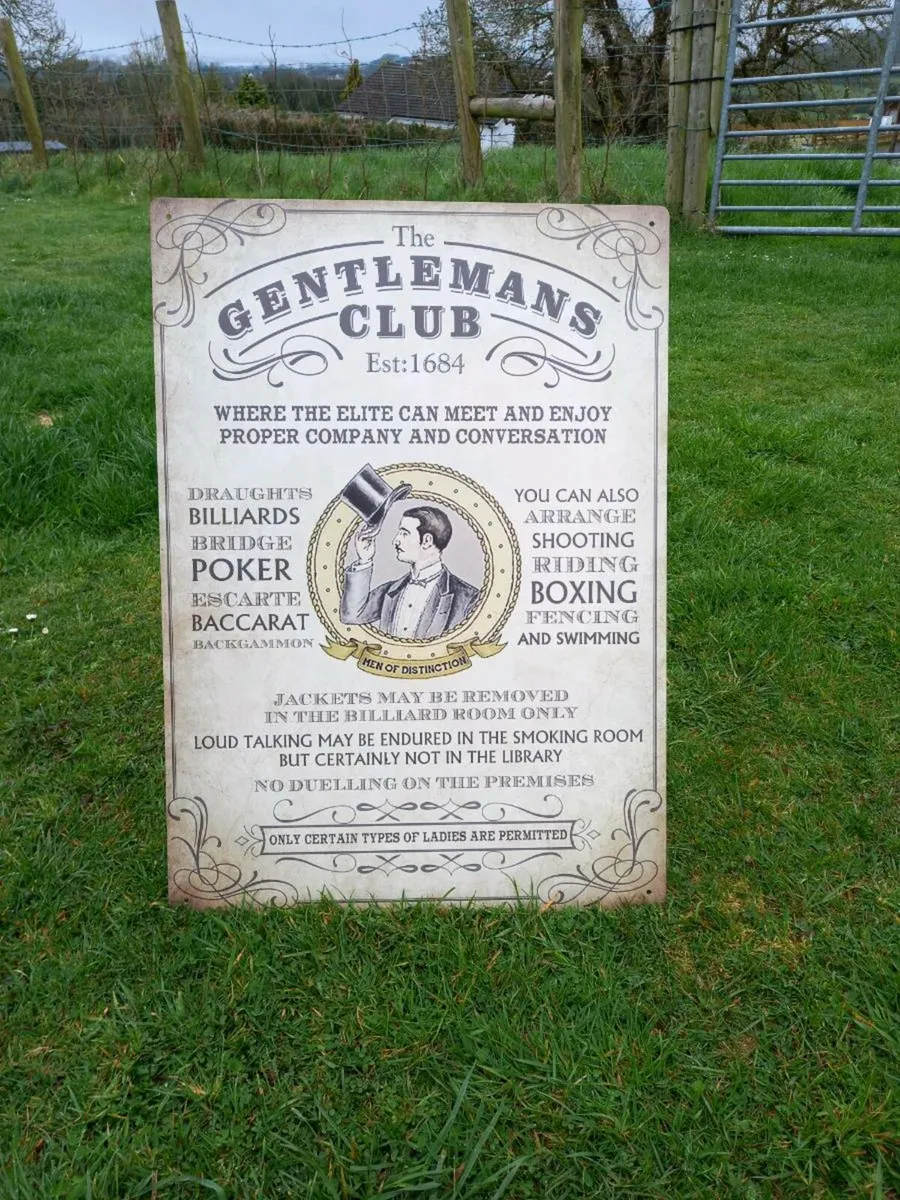 The
GENTLEMANS
CLUB
Est:1684
WHERE THE ELITE CAN MEET AND ENJOY
PROPER COMPANY AND CONVERSATION
DRAUGHTS
BILLIARDS
BRIDGE
POKER
ESCARTE
BACCARAT
BACKGAMMON
MEN OF DISTINCTION
YOU CAN ALSO
ARRANGE
SHOOTING
RIDING
BOXING
FENCING
AND SWIMMING
JACKETS MAY BE REMOVED
IN THE BILLIARD ROOM ONLY
LOUD TALKING MAY BE ENDURED IN THE SMOKING ROOM
BUT CERTAINLY NOT IN THE LIBRARY
NO DUELLING ON THE PREMISES
ONLY CERTAIN TYPES OF LADIES ARE PERMITTED